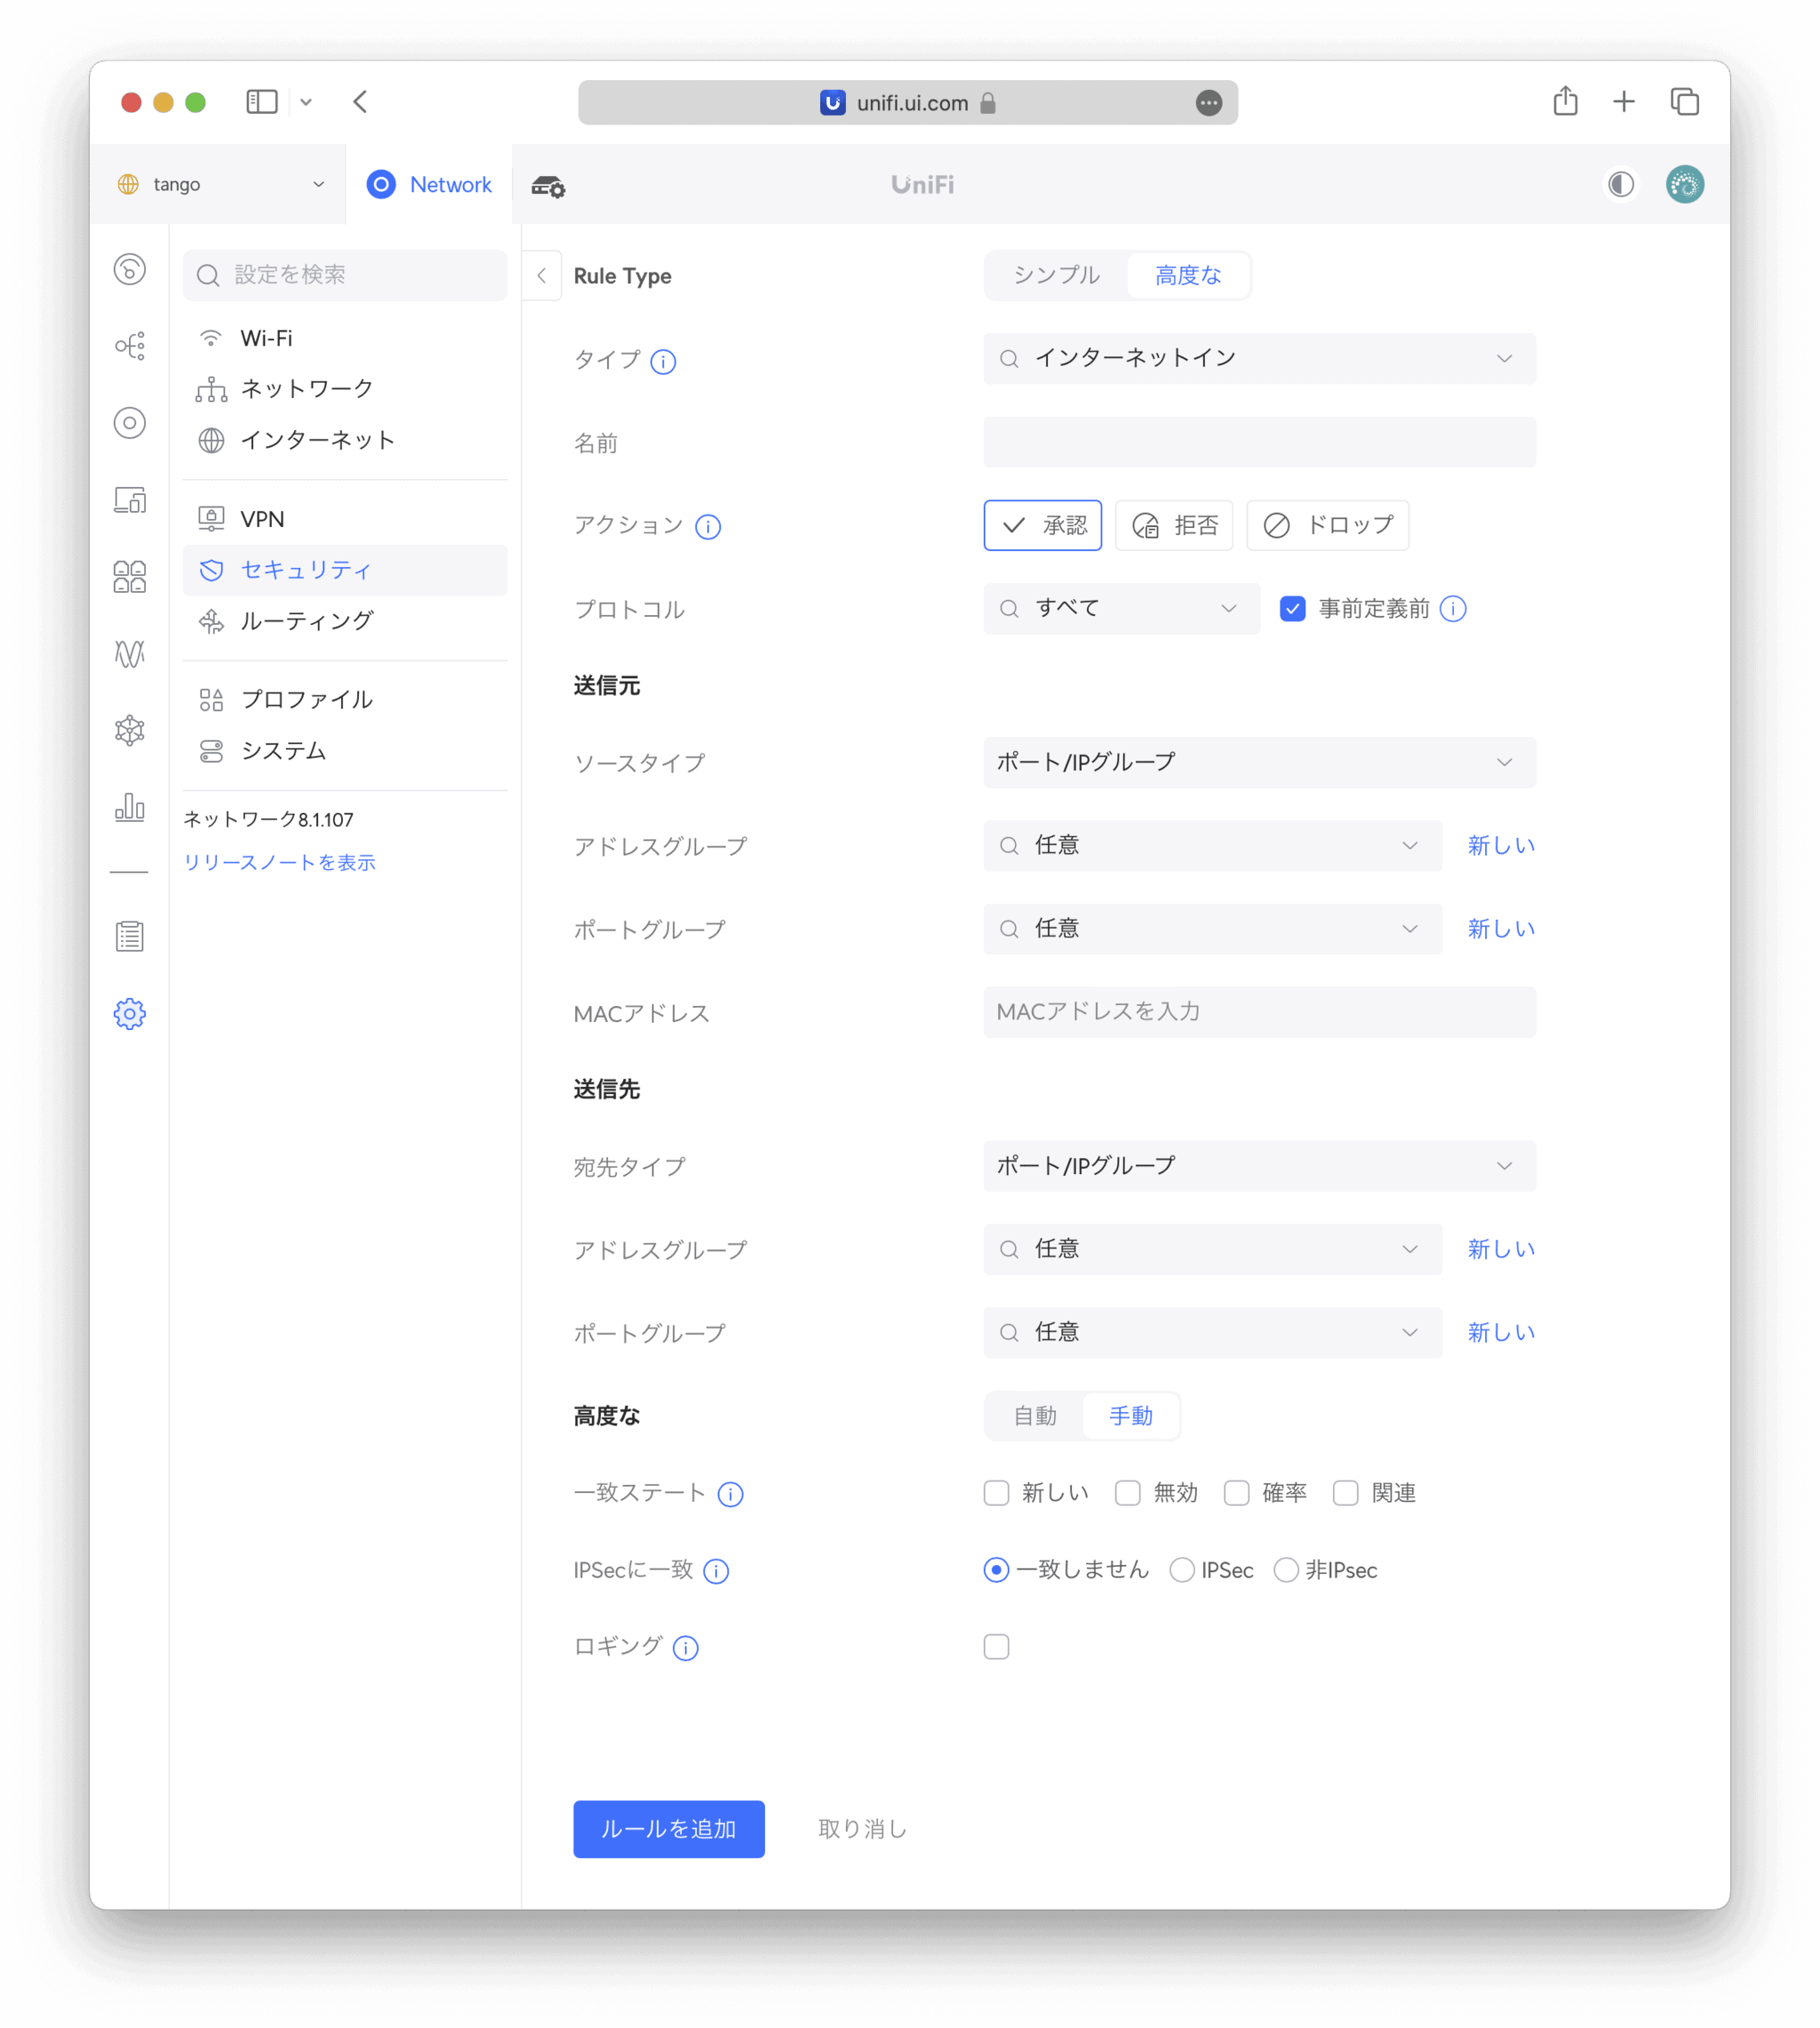 unifi.ui.com
tango
Network
UniFi
設定を検索
Wi-Fi
ネットワーク
インターネット
VPN
セキュリティ
ルーティング
プロファイル
システム
ネットワーク8.1.107
リリースノートを表示
Rule Type
シンプル 高度な
タイプ
インターネットイン
名前
アクション
承認 拒否 ドロップ
プロトコル
すべて
事前定義前
送信元
ソースタイプ
ポート/IPグループ
アドレスグループ
任意
新しい
ポートグループ
任意
新しい
MACアドレス
MACアドレスを入力
送信先
宛先タイプ
ポート/IPグループ
アドレスグループ
任意
新しい
ポートグループ
任意
新しい
高度な
自動 手動
一致ステート
新しい 無効 確率 関連
IPSecに一致
一致しません IPSec 非IPsec
ロギング
ルールを追加
取り消し